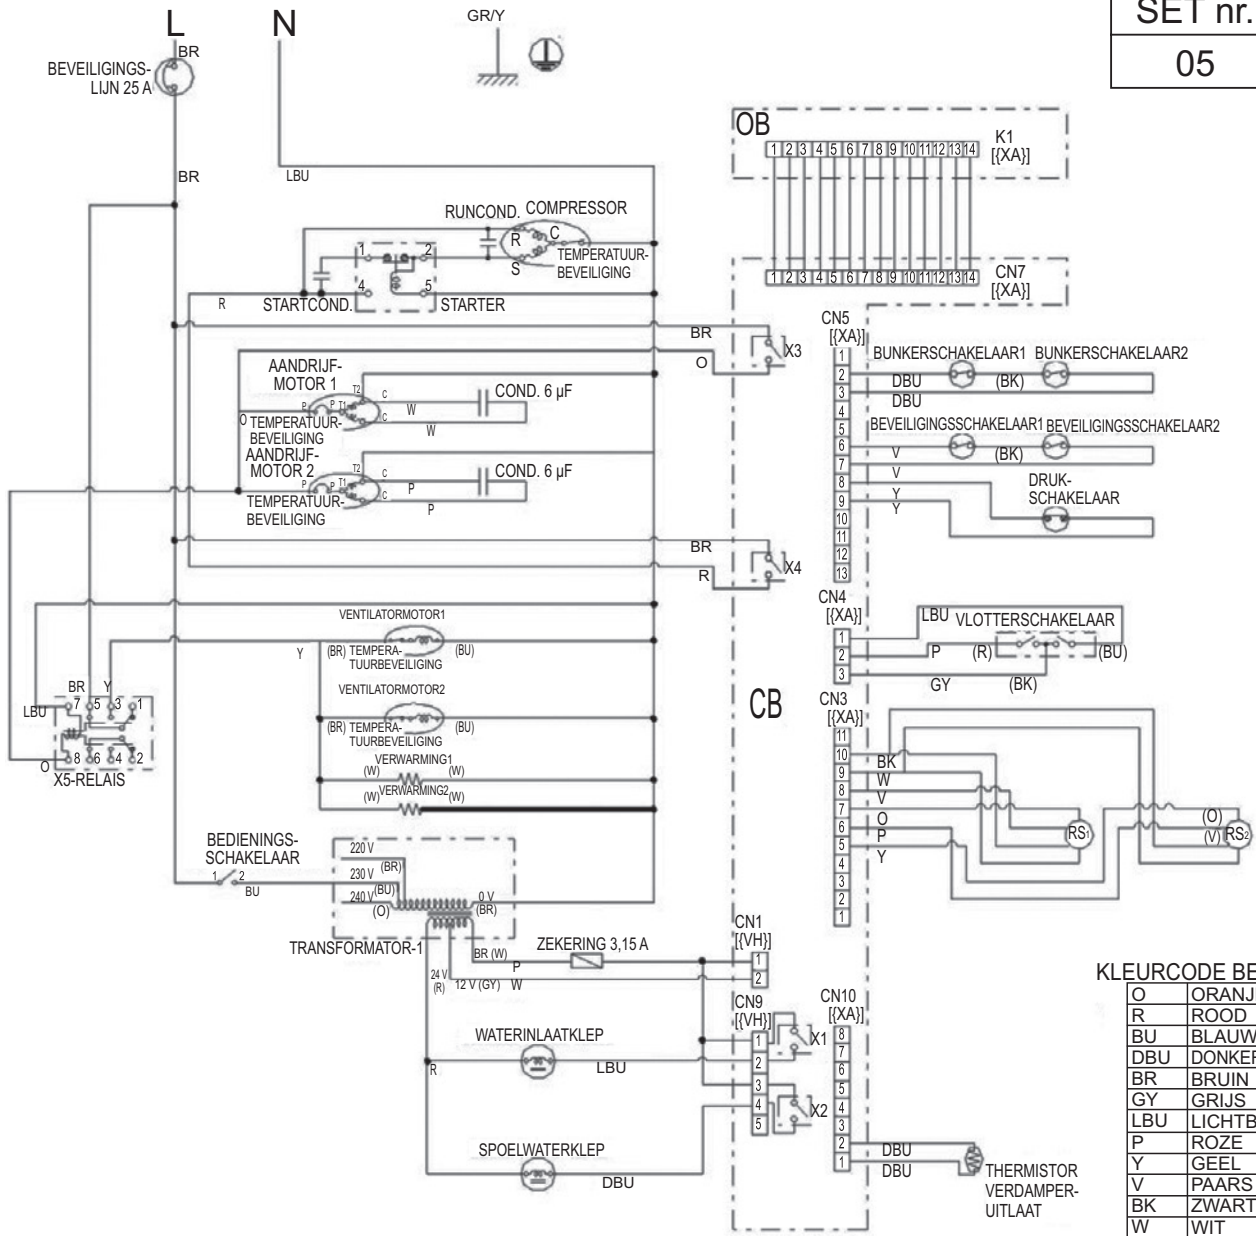 L
N
GR/Y
SET nr.
05
BR
BEVEILIGINGS-
LIJN 25 A
BR
LBU
OB
K1
[{XA}]
1 2 3 4 5 6 7 8 9 10 11 12 13 14
1 2 3 4 5 6 7 8 9 10 11 12 13 14
CN7
[{XA}]
RUNCOND.
COMPRESSOR
R
C
S
TEMPERATUUR-
BEVEILIGING
1
2
4
5
R
STARTCOND.
STARTER
BR
O
X3
AANDRIJF-
MOTOR 1
T2
C
P
P
T1
C
W
W
COND. 6 µF
O
TEMPERATUUR-
BEVEILIGING
AANDRIJF-
MOTOR 2
T2
C
P
P
T1
C
P
P
COND. 6 µF
TEMPERATUUR-
BEVEILIGING
BR
R
X4
CN5
[{XA}]
1
2
3
4
5
6
7
8
9
10
11
12
13
BUNKERSCHAKELAAR1
BUNKERSCHAKELAAR2
DBU
(BK)
DBU
BEVEILIGINGSSCHAKELAAR1
BEVEILIGINGSSCHAKELAAR2
V
(BK)
V
Y
Y
DRUK-
SCHAKELAAR
CN4
[{XA}]
1
2
3
LBU
VLOTTERSCHAKELAAR
P
(R)
(BU)
GY
(BK)
VENTILATORMOTOR1
Y
(BR)
TEMPERA-
TUURBEVEILIGING
(BU)
VENTILATORMOTOR2
(BR)
TEMPERA-
TUURBEVEILIGING
(BU)
VERWARMING1
(W)
(W)
VERWARMING2
(W)
(W)
BR
Y
LBU
7 5 3 1
8 6 4 2
O
X5-RELAIS
CB
CN3
[{XA}]
11
10
9
8
7
6
5
4
3
2
1
BK
W
V
O
P
Y
RS1
(O)
(V)
RS2
BEDIENINGS-
SCHAKELAAR
1
2
BU
220 V
(BR)
230 V
(BU)
240 V
(O)
0 V
(BR)
TRANSFORMATOR-1
BR (W)
P
ZEKERING 3,15 A
24 V
(R)
12 V (GY)
W
CN1
[{VH}]
1
2
CN9
[{VH}]
1
2
3
4
5
X1
X2
CN10
[{XA}]
8
7
6
5
4
3
2
1
WATERINLAATKLEP
R
LBU
SPOELWATERKLEP
DBU
DBU
DBU
THERMISTOR
VERDAMPER-
UITLAAT
KLEURCODE BE
O ORANJ
R ROOD
BU BLAUW
DBU DONKER
BR BRUIN
GY GRIJS
LBU LICHTB
P ROZE
Y GEEL
V PAARS
BK ZWART
W WIT